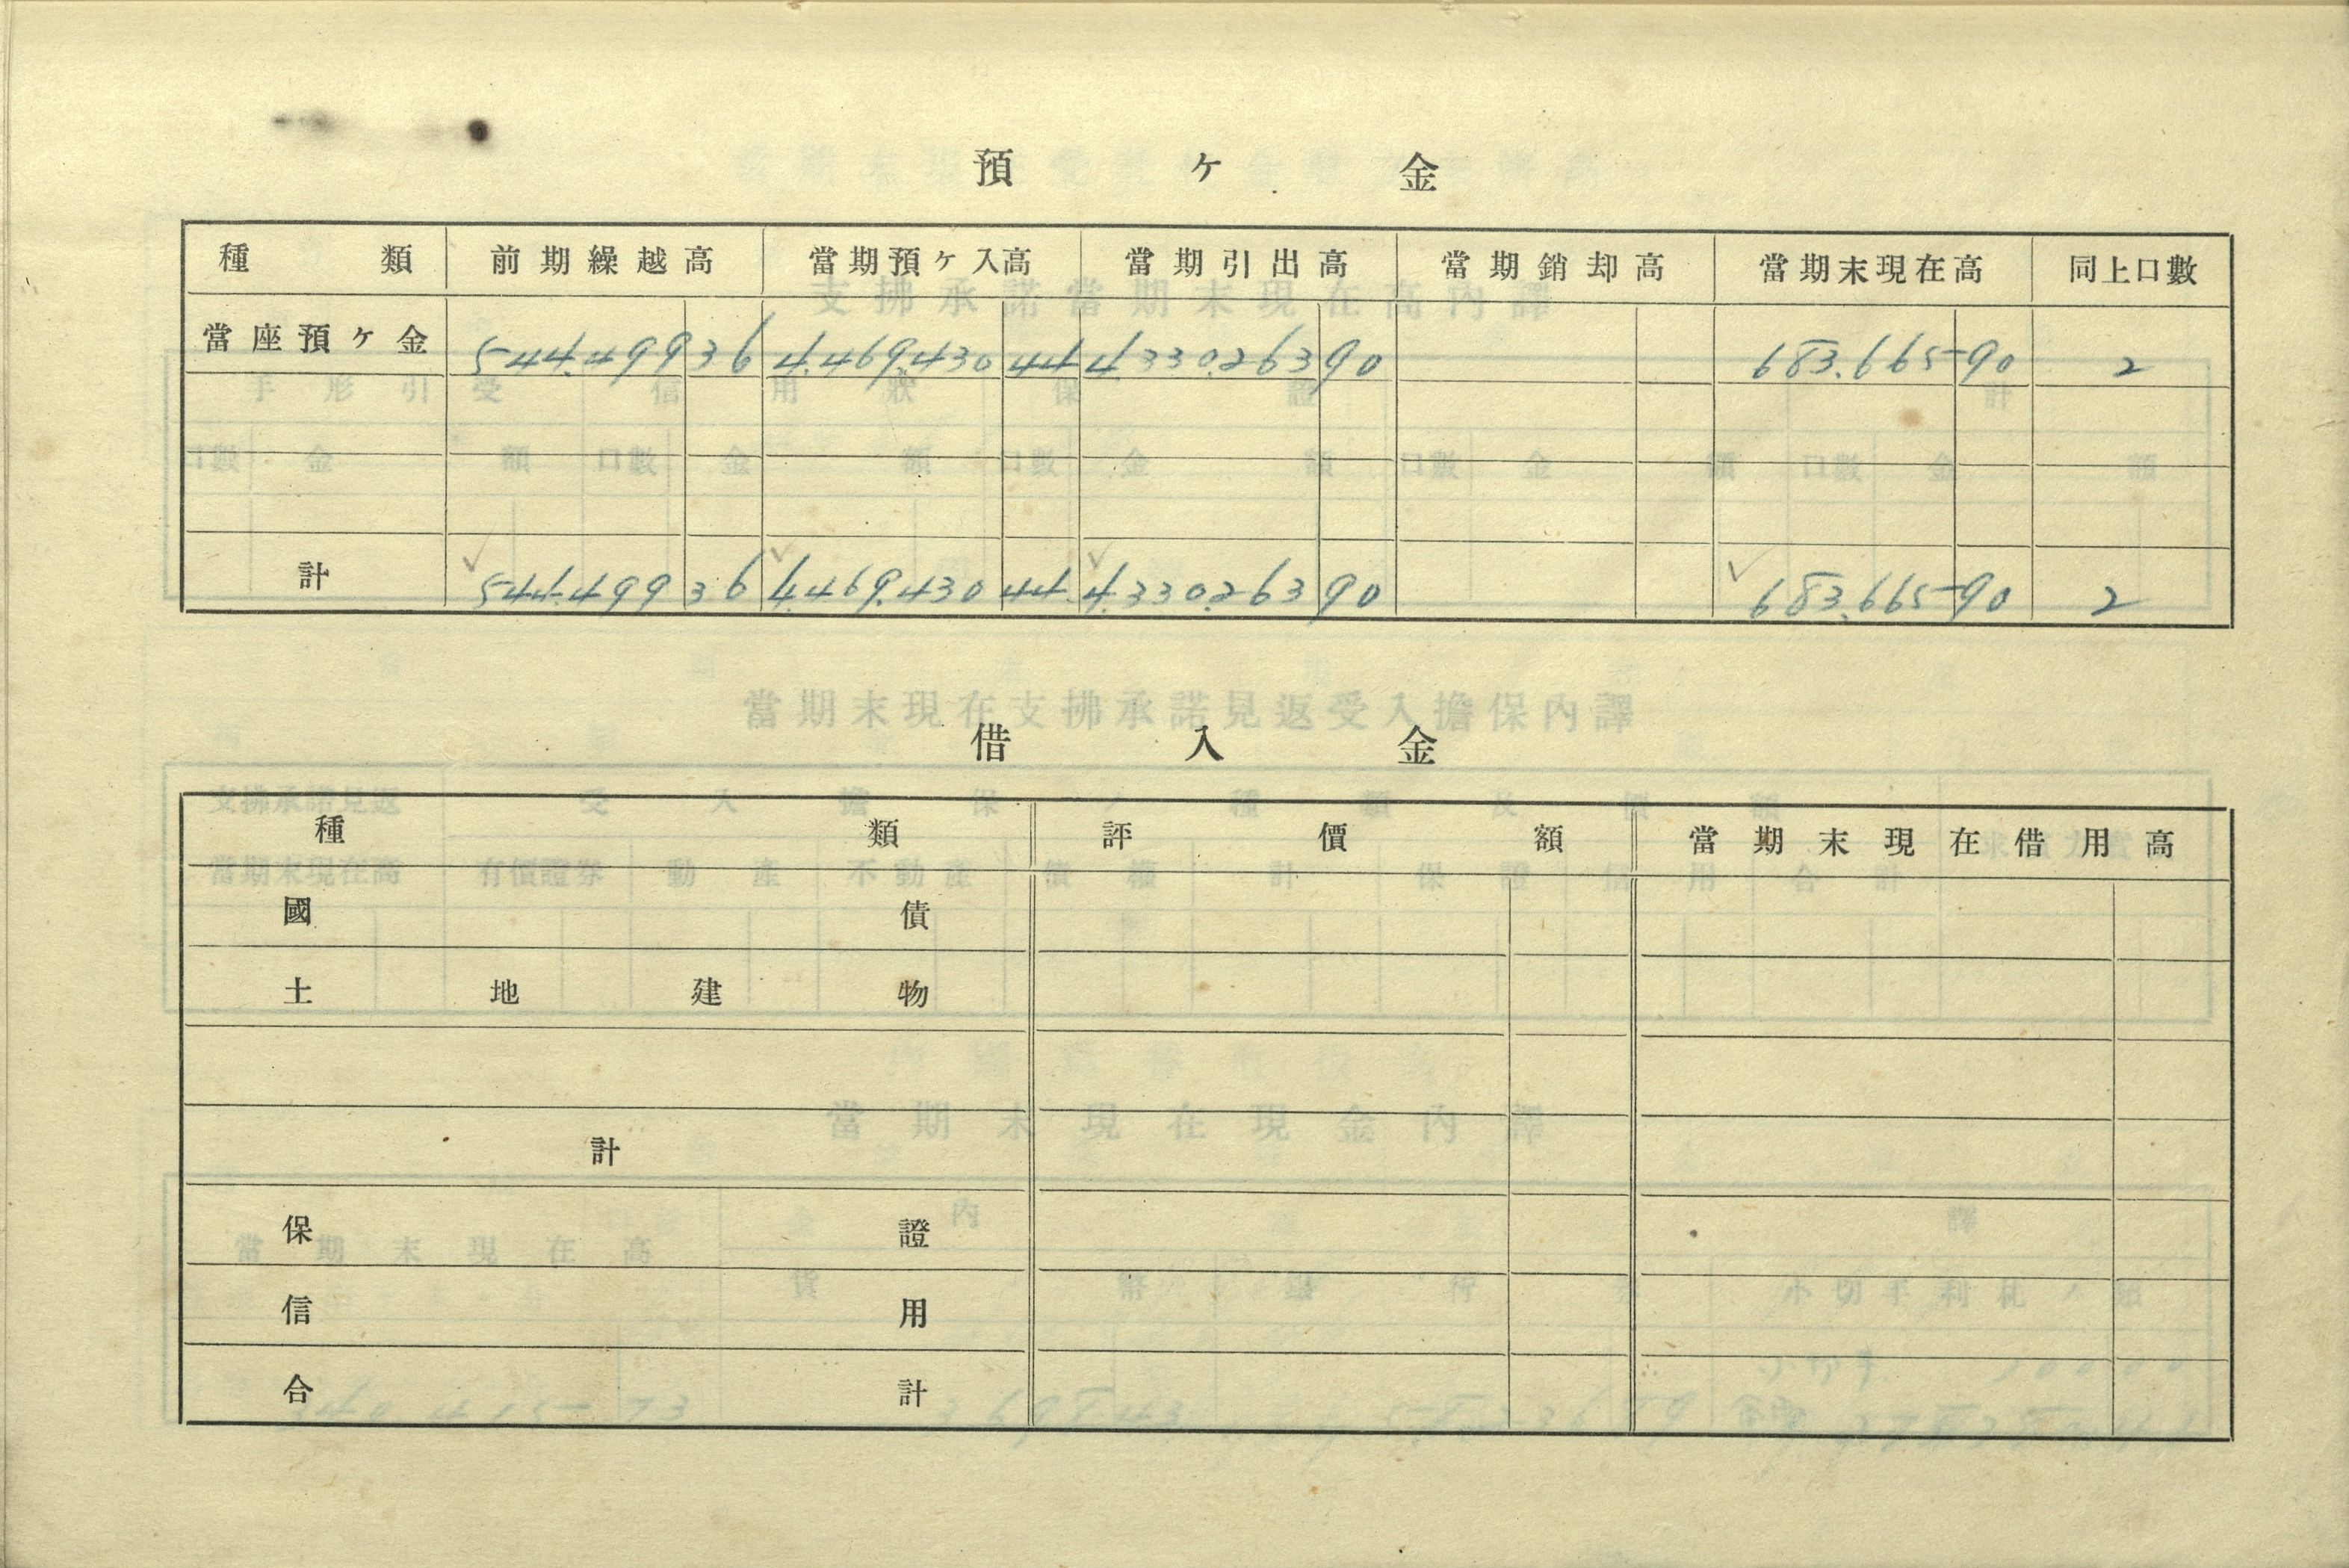 預ヶ金
種類 前期繰越高 當期預ヶ入高 當期引出高 當期銷却高 當期末現在高 同上口數
當座預ヶ金 544.499 36 4.469.430 44 4.330.263 90 683.665 90 2
計 544.499 36 4.469.430 44 4.330.263 90 683.665 90 2
借入金
種類 評價額 當期末現在借用高
國債
土地建物
計
保證
信用
合計